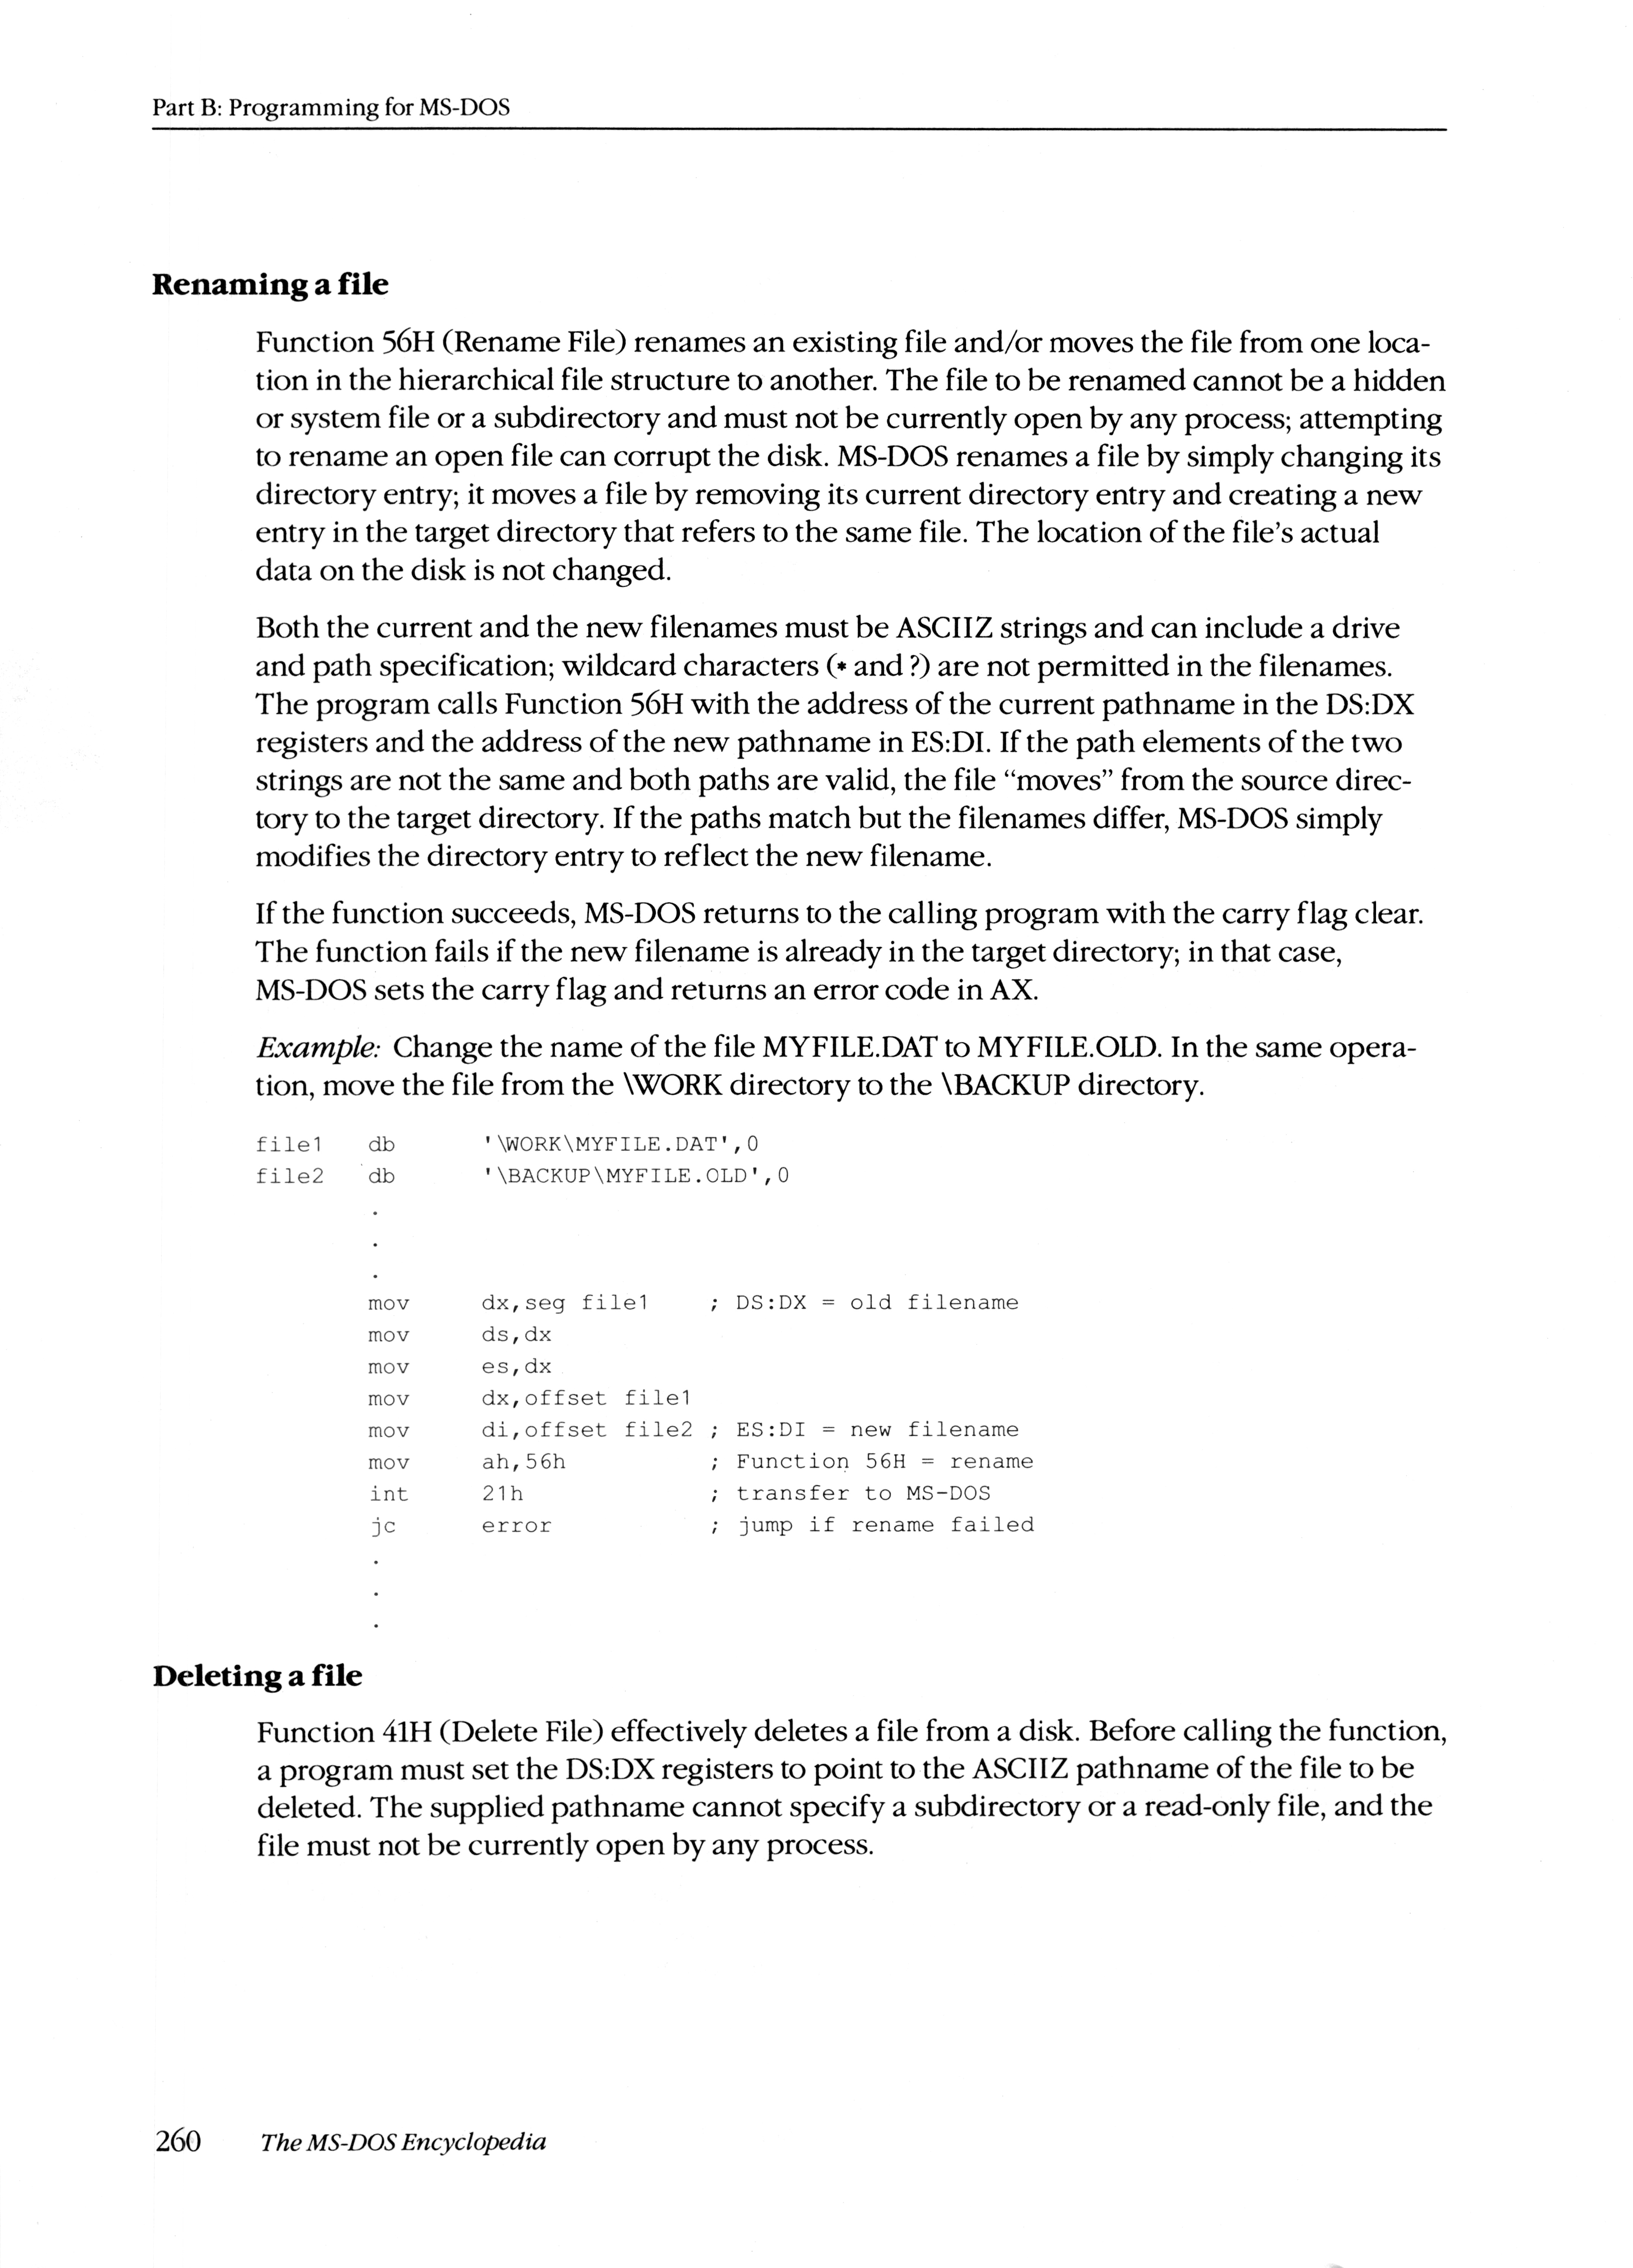 Part B: Programming for MS-DOS
Renaming a file
Function 56H (Rename File) renames an existing file and/or moves the file from one loca-
tion in the hierarchical file structure to another. The file to be renamed cannot be a hidden
or system file or a subdirectory and must not be currently open by any process; attempting
to rename an open file can corrupt the disk. MS-DOS renames a file by simply changing its
directory entry; it moves a file by removing its current directory entry and creating a new
entry in the target directory that refers to the same file. The location of the file's actual
data on the disk is not changed.
Both the current and the new filenames must be ASCIIZ strings and can include a drive
and path specification; wildcard characters (* and ?) are not permitted in the filenames.
The program calls Function 56H with the address of the current pathname in the DS:DX
registers and the address of the new pathname in ES:DI. If the path elements of the two
strings are not the same and both paths are valid, the file “moves” from the source direc-
tory to the target directory. If the paths match but the filenames differ, MS-DOS simply
modifies the directory entry to reflect the new filename.
If the function succeeds, MS-DOS returns to the calling program with the carry flag clear.
The function fails if the new filename is already in the target directory; in that case,
MS-DOS sets the carry flag and returns an error code in AX.
Example: Change the name of the file MYFILE.DAT to MYFILE.OLD. In the same opera-
tion, move the file from the \WORK directory to the \BACKUP directory.
file1   db      '\WORK\MYFILE.DAT',0
file2   db      '\BACKUP\MYFILE.OLD',0
        .
        .
        .
        mov     dx,seg file1    ; DS:DX = old filename
        mov     ds,dx
        mov     es,dx
        mov     dx,offset file1
        mov     di,offset file2 ; ES:DI = new filename
        mov     ah,56h          ; Function 56H = rename
        int     21h             ; transfer to MS-DOS
        jc      error           ; jump if rename failed
        .
        .
        .
Deleting a file
Function 41H (Delete File) effectively deletes a file from a disk. Before calling the function,
a program must set the DS:DX registers to point to the ASCIIZ pathname of the file to be
deleted. The supplied pathname cannot specify a subdirectory or a read-only file, and the
file must not be currently open by any process.
260 The MS-DOS Encyclopedia